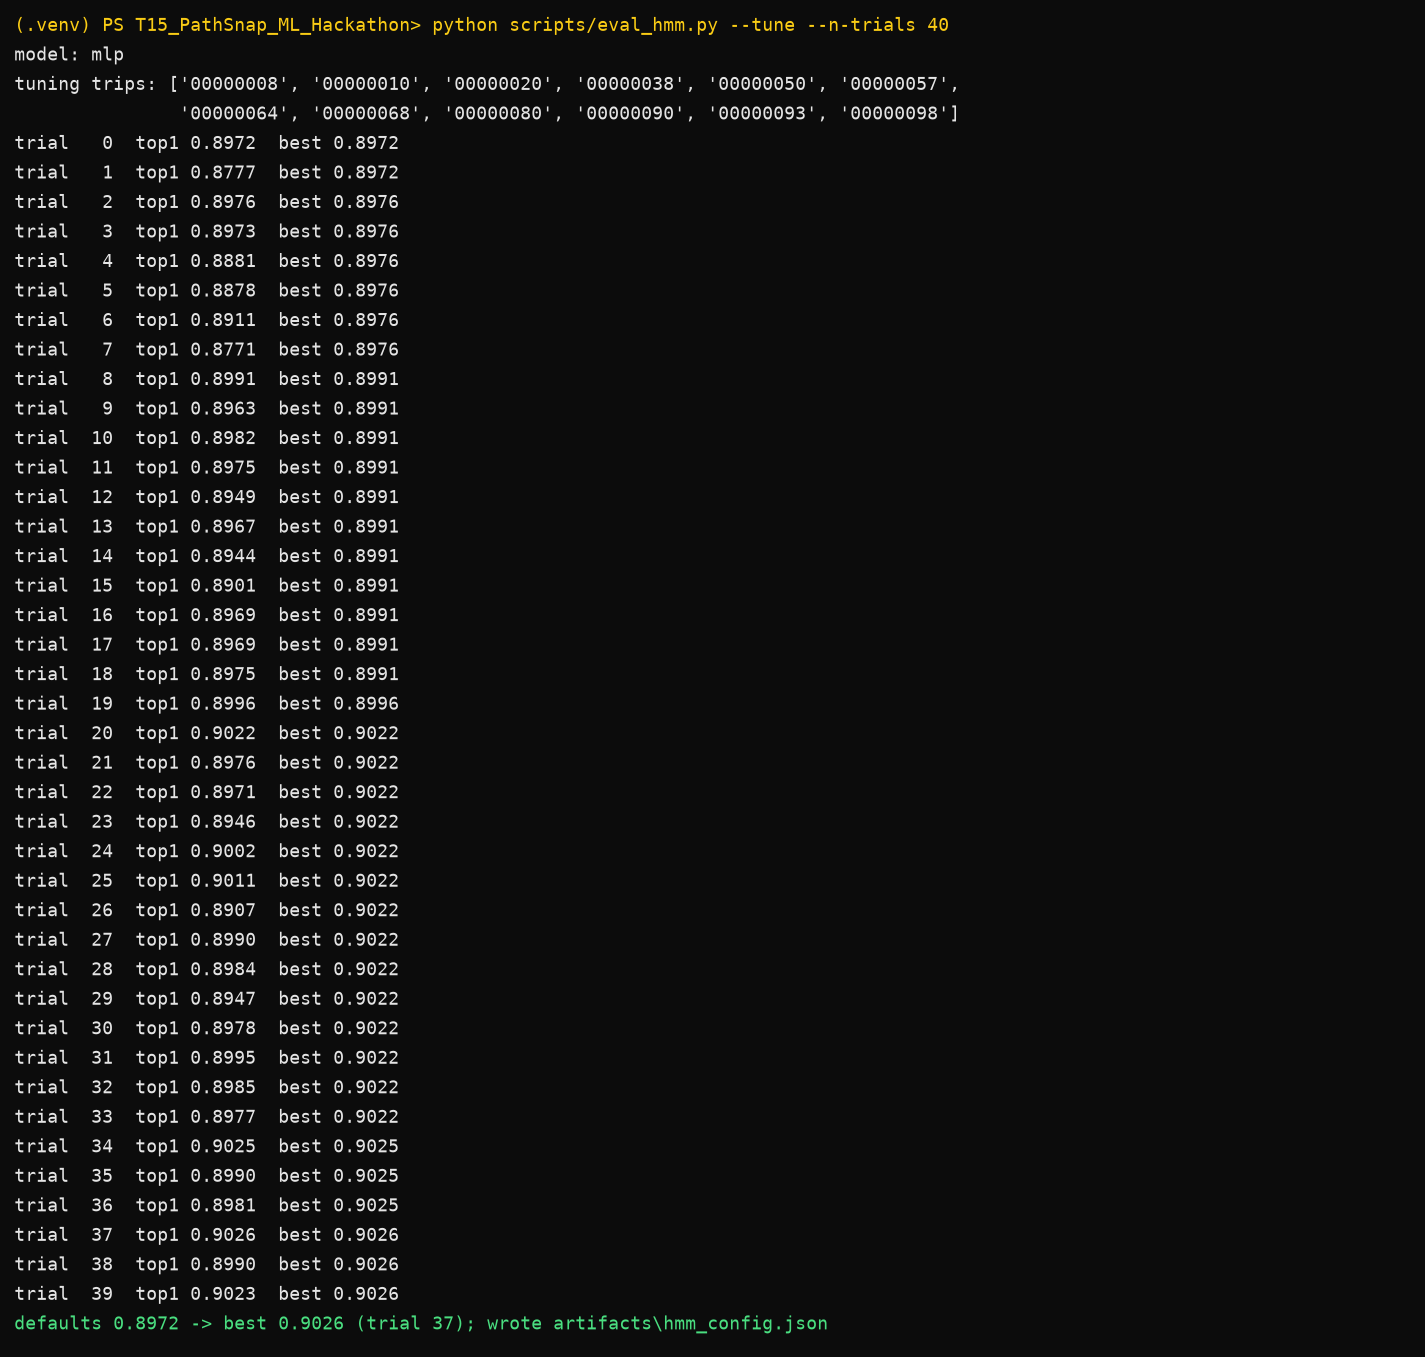 (.venv) PS T15_PathSnap_ML_Hackathon> python scripts/eval_hmm.py --tune --n-trials 40
model: mlp
tuning trips: ['00000008', '00000010', '00000020', '00000038', '00000050', '00000057',
'00000064', '00000068', '00000080', '00000090', '00000093', '00000098']
trial   0  top1 0.8972  best 0.8972
trial   1  top1 0.8777  best 0.8972
trial   2  top1 0.8976  best 0.8976
trial   3  top1 0.8973  best 0.8976
trial   4  top1 0.8881  best 0.8976
trial   5  top1 0.8878  best 0.8976
trial   6  top1 0.8911  best 0.8976
trial   7  top1 0.8771  best 0.8976
trial   8  top1 0.8991  best 0.8991
trial   9  top1 0.8963  best 0.8991
trial  10  top1 0.8982  best 0.8991
trial  11  top1 0.8975  best 0.8991
trial  12  top1 0.8949  best 0.8991
trial  13  top1 0.8967  best 0.8991
trial  14  top1 0.8944  best 0.8991
trial  15  top1 0.8901  best 0.8991
trial  16  top1 0.8969  best 0.8991
trial  17  top1 0.8969  best 0.8991
trial  18  top1 0.8975  best 0.8991
trial  19  top1 0.8996  best 0.8996
trial  20  top1 0.9022  best 0.9022
trial  21  top1 0.8976  best 0.9022
trial  22  top1 0.8971  best 0.9022
trial  23  top1 0.8946  best 0.9022
trial  24  top1 0.9002  best 0.9022
trial  25  top1 0.9011  best 0.9022
trial  26  top1 0.8907  best 0.9022
trial  27  top1 0.8990  best 0.9022
trial  28  top1 0.8984  best 0.9022
trial  29  top1 0.8947  best 0.9022
trial  30  top1 0.8978  best 0.9022
trial  31  top1 0.8995  best 0.9022
trial  32  top1 0.8985  best 0.9022
trial  33  top1 0.8977  best 0.9022
trial  34  top1 0.9025  best 0.9025
trial  35  top1 0.8990  best 0.9025
trial  36  top1 0.8981  best 0.9025
trial  37  top1 0.9026  best 0.9026
trial  38  top1 0.8990  best 0.9026
trial  39  top1 0.9023  best 0.9026
defaults 0.8972 -> best 0.9026 (trial 37); wrote artifacts\hmm_config.json